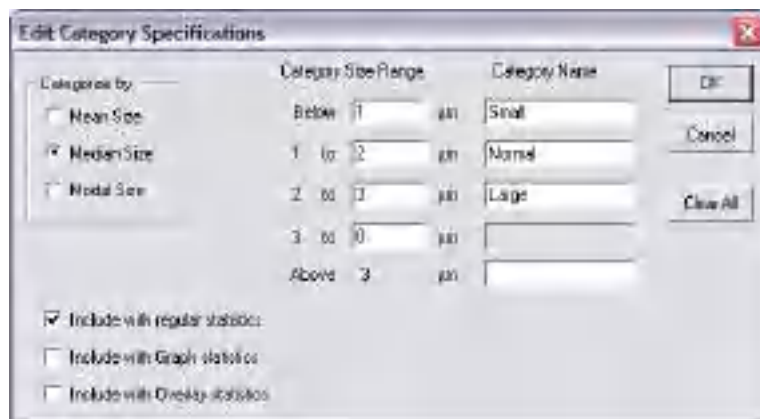 Edit Category Specifications
Categorize by
Mean Size
Median Size
Modal Size
Category Size Range
Category Name
Below 1 µm Small
1 to 2 µm Normal
2 to 3 µm Large
3 to 0 µm
Above 3 µm
OK
Cancel
Clear All
Include with regular statistics
Include with Graph statistics
Include with Overlay statistics